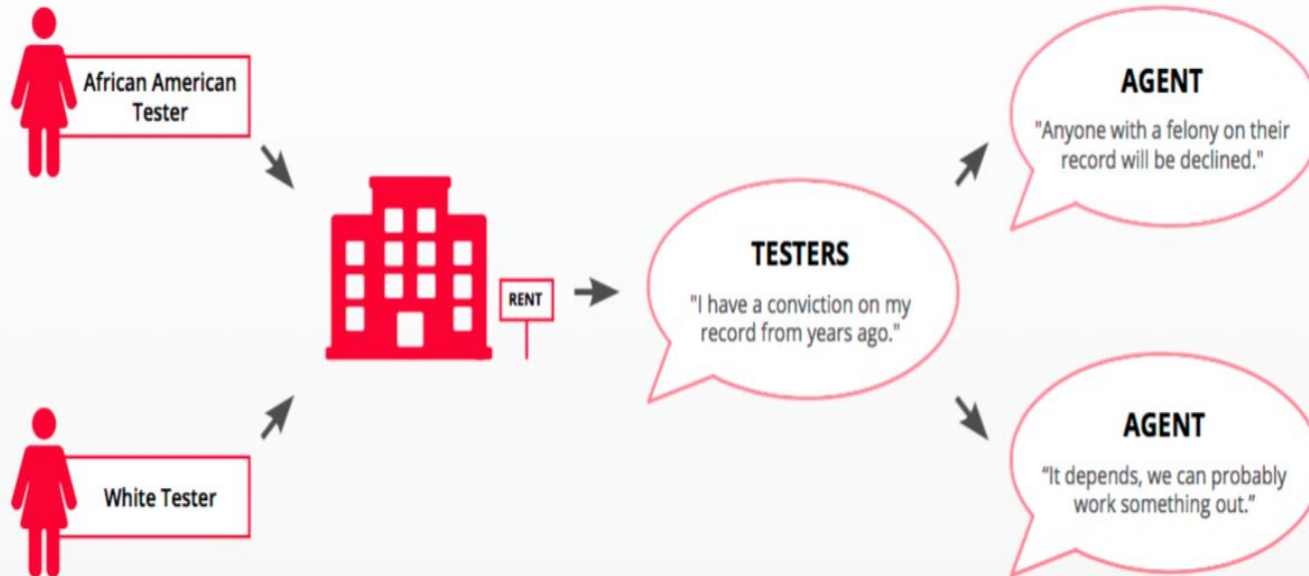 African American
Tester
White Tester
RENT
TESTERS
"I have a conviction on my
record from years ago."
AGENT
"Anyone with a felony on their
record will be declined."
AGENT
“It depends, we can probably
work something out.”